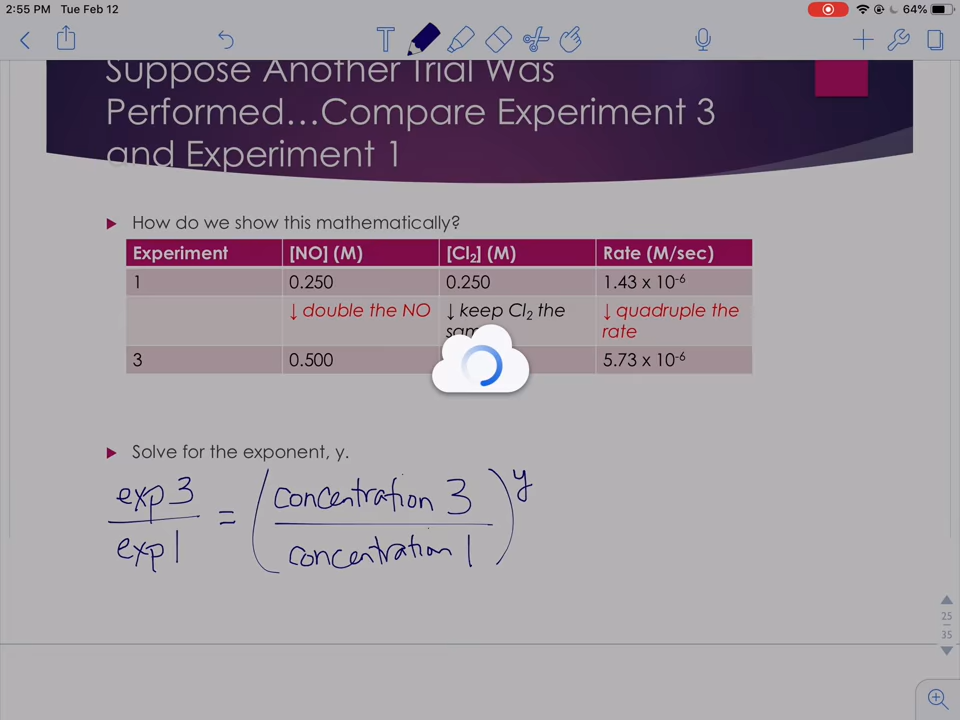 2:55 PM Tue Feb 12
64%
T
Suppose Another Trial Was
Performed…Compare Experiment 3
and Experiment 1
How do we show this mathematically?
Experiment [NO] (M) [Cl₂] (M) Rate (M/sec)
1 0.250 0.250 1.43 x 10⁻⁶
↓ double the NO ↓ keep Cl₂ the ↓ quadruple the
rate
3 0.500 5.73 x 10⁻⁶
Solve for the exponent, y.
exp 3 = (concentration 3)ʸ
exp 1 concentration 1
25
35